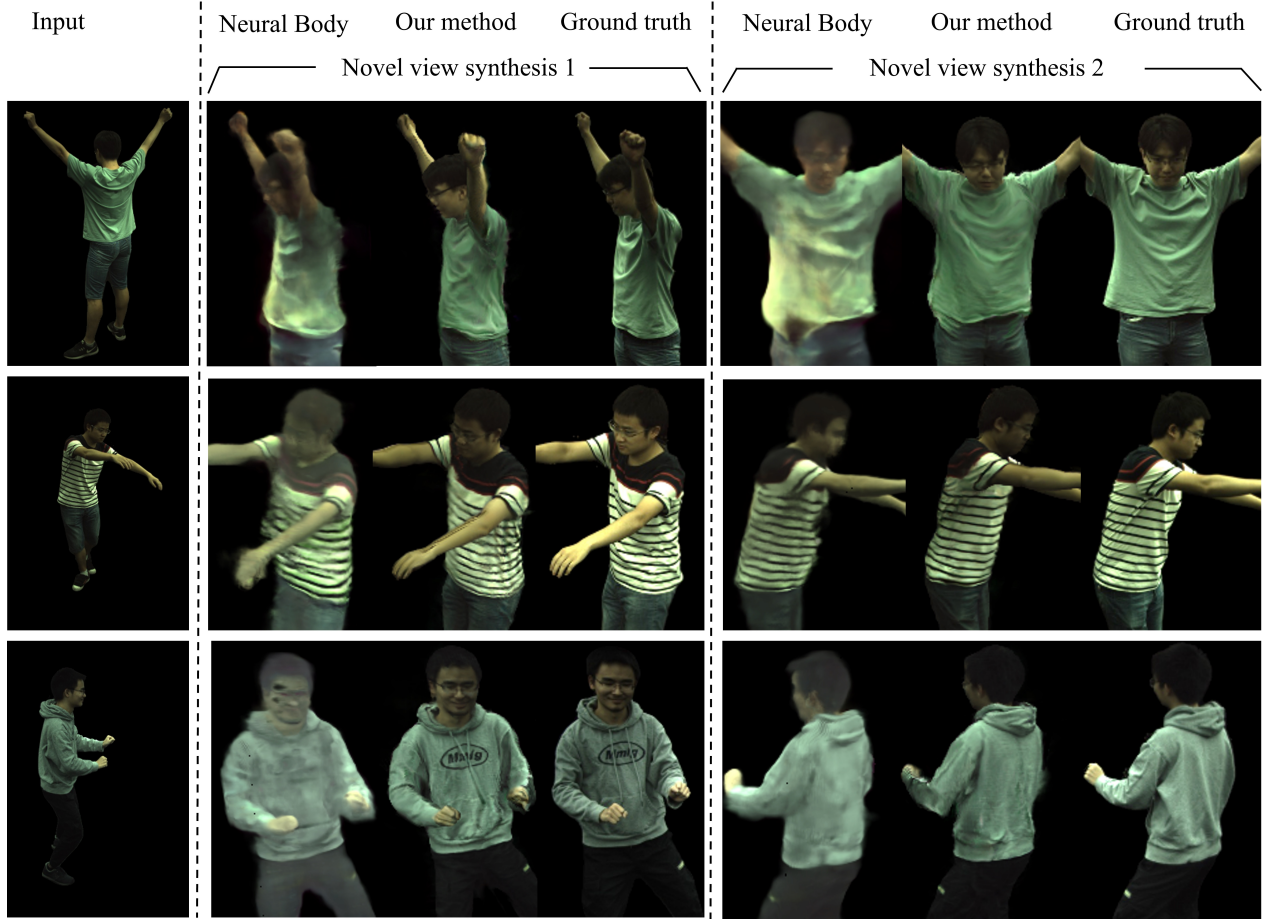 Input
Neural Body Our method Ground truth
Novel view synthesis 1
Neural Body Our method Ground truth
Novel view synthesis 2